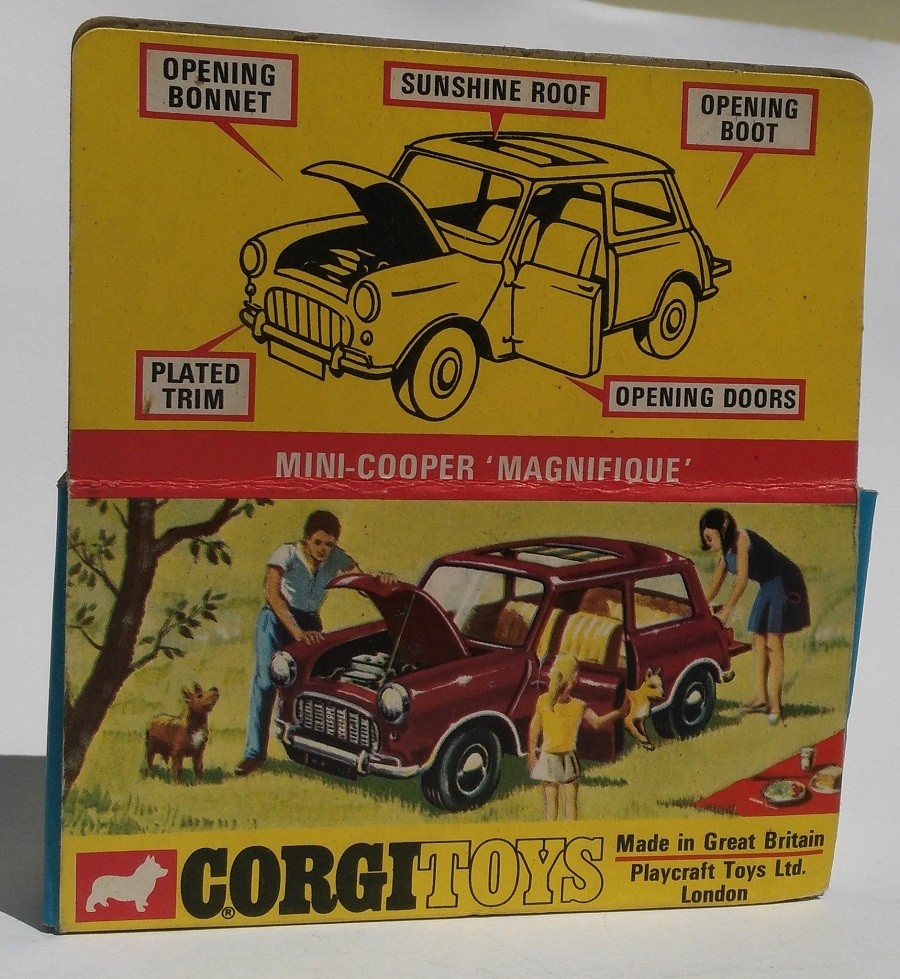 OPENING
BONNET
SUNSHINE ROOF
OPENING
BOOT
PLATED
TRIM
OPENING DOORS
MINI-COOPER ‘MAGNIFIQUE’
CORGI TOYS
®
Made in Great Britain
Playcraft Toys Ltd.
London